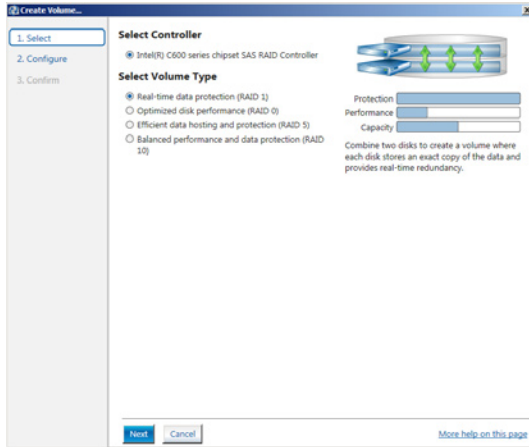 Create Volume...
1. Select
2. Configure
3. Confirm
Select Controller
Intel(R) C600 series chipset SAS RAID Controller
Select Volume Type
Real-time data protection (RAID 1)
Optimized disk performance (RAID 0)
Efficient data hosting and protection (RAID 5)
Balanced performance and data protection (RAID
10)
Protection
Performance
Capacity
Combine two disks to create a volume where
each disk stores an exact copy of the data and
provides real-time redundancy.
Next
Cancel
More help on this page